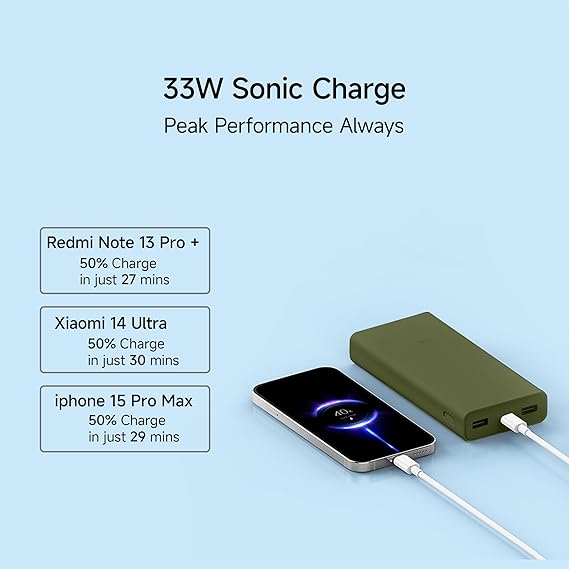 33W Sonic Charge
Peak Performance Always
Redmi Note 13 Pro +
50% Charge
in just 27 mins
Xiaomi 14 Ultra
50% Charge
in just 30 mins
iphone 15 Pro Max
50% Charge
in just 29 mins
40%